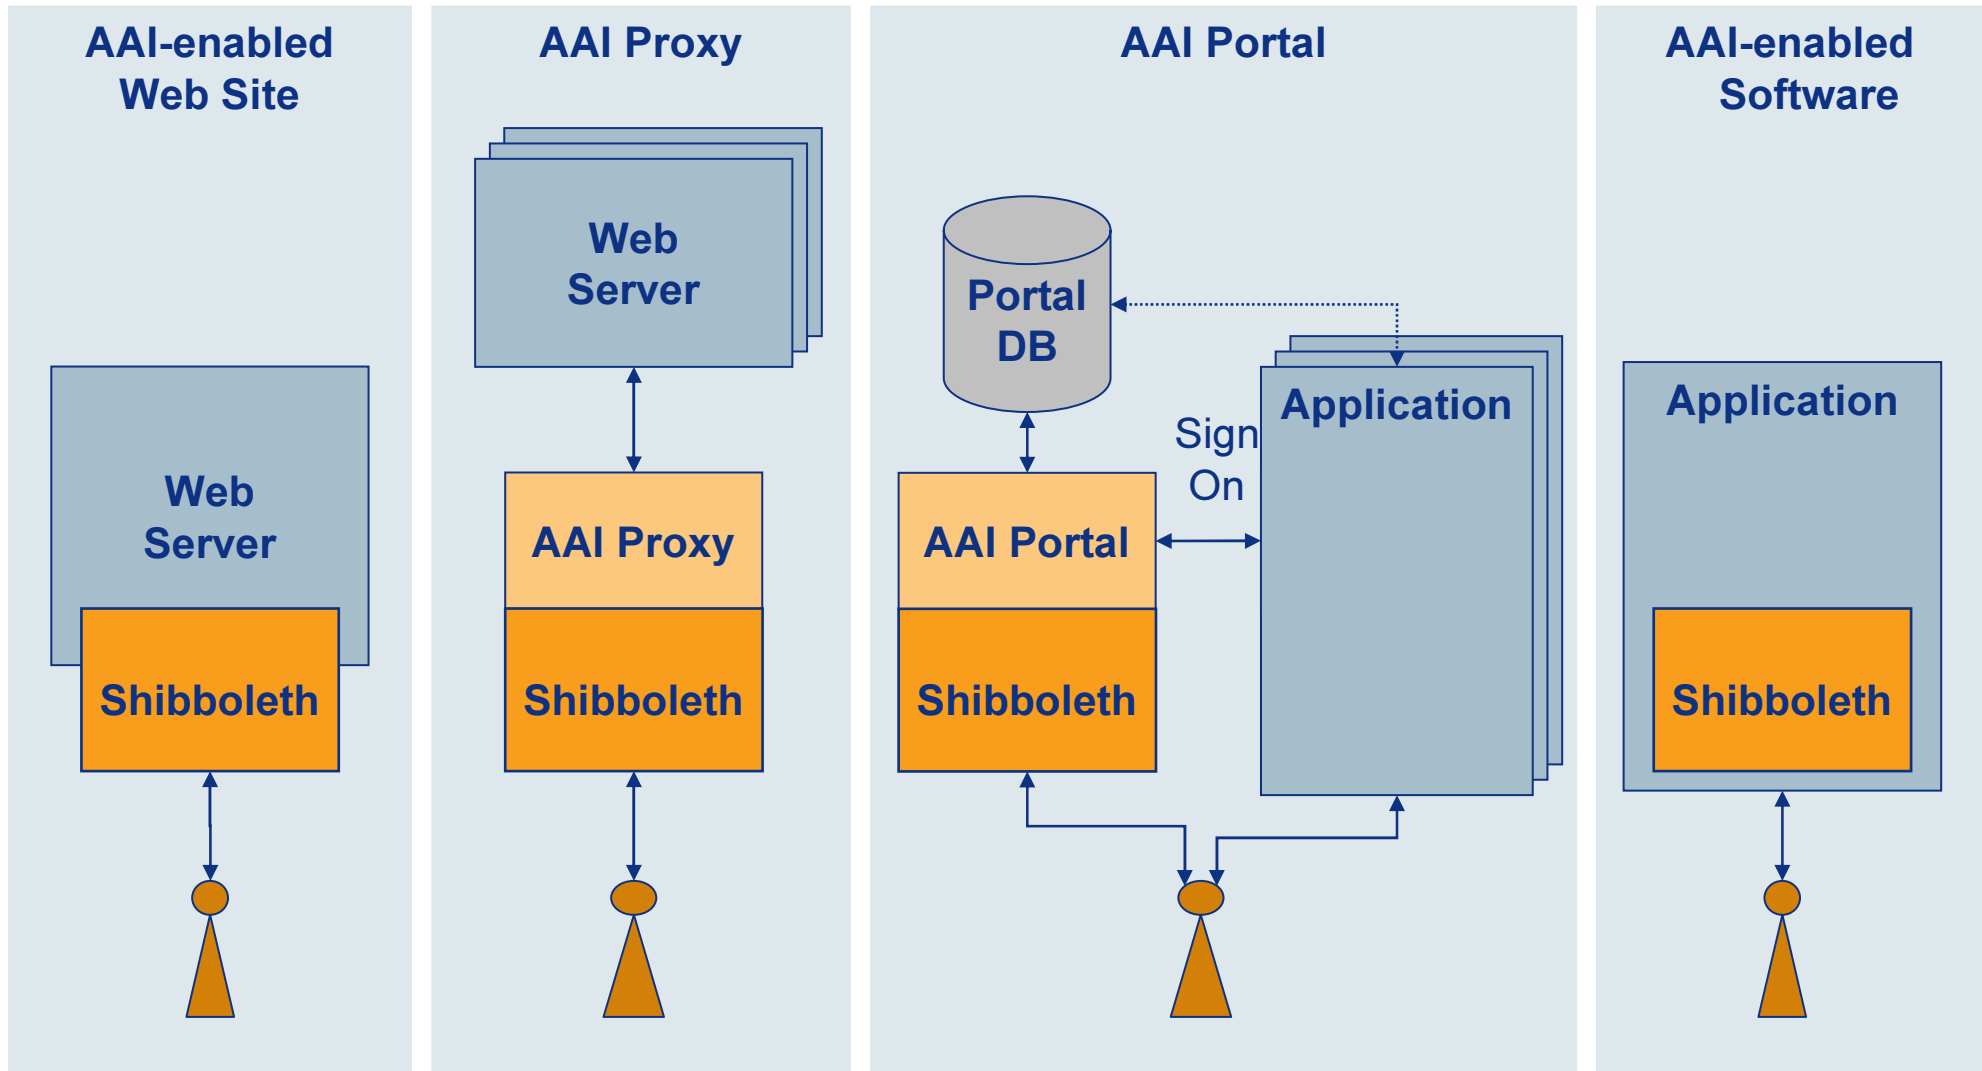 AAI-enabled
Web Site
Web
Server
Shibboleth
AAI Proxy
Web
Server
AAI Proxy
Shibboleth
AAI Portal
Portal
DB
Sign
On
Application
AAI Portal
Shibboleth
AAI-enabled
Software
Application
Shibboleth